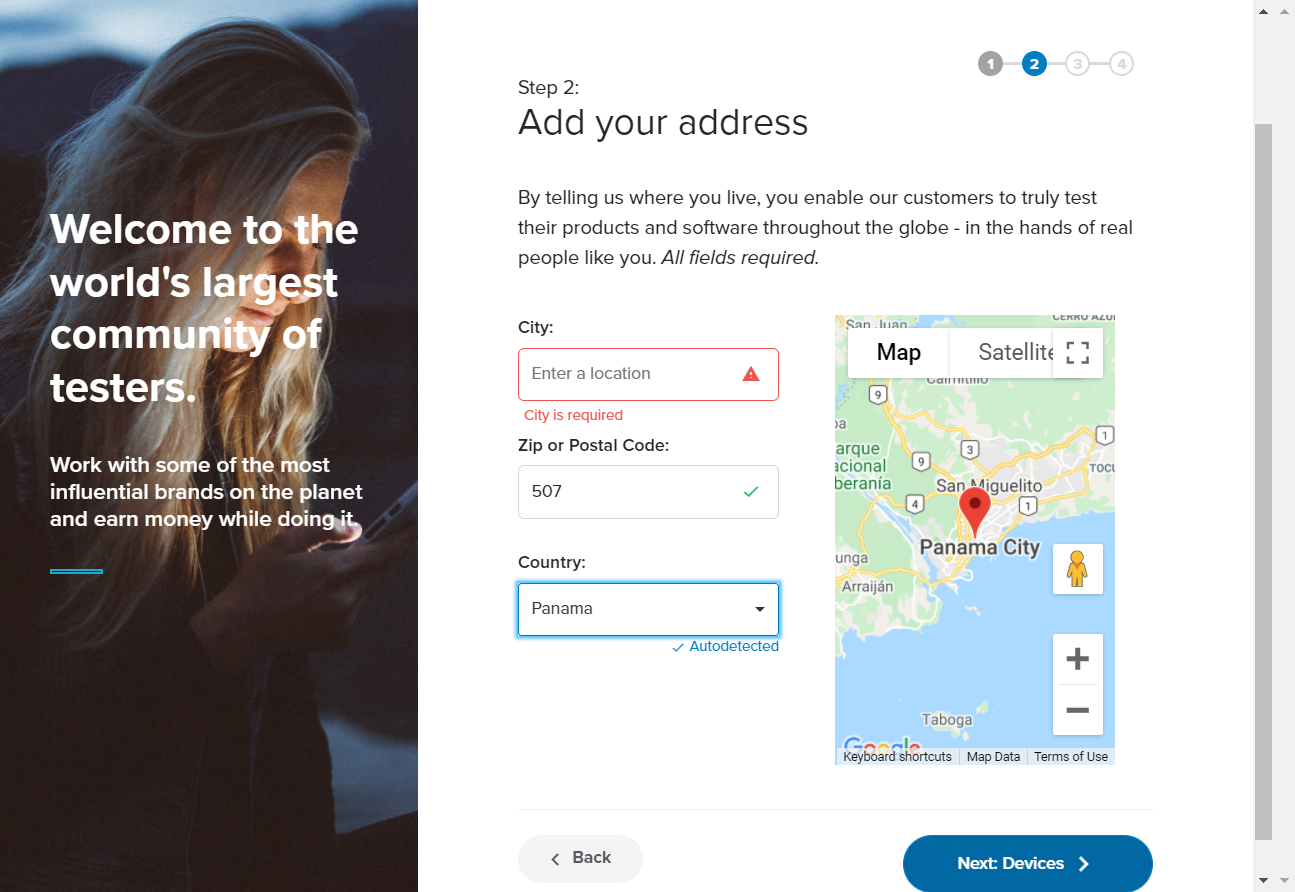 Welcome to the
world's largest
community of
testers.
Work with some of the most
influential brands on the planet
and earn money while doing it.
1 2 3 4
Step 2:
Add your address
By telling us where you live, you enable our customers to truly test
their products and software throughout the globe - in the hands of real
people like you. All fields required.
City:
Enter a location
City is required
Zip or Postal Code:
507
Country:
Panama
Autodetected
CERRO AZUL
San Juan
Map
Satellite
9
1
3
9
arque
acional
beranía
TOCU
San Miguelito
4
1
Panama City
unga
Arraiján
Taboga
Google
Keyboard shortcuts
Map Data
Terms of Use
Back
Next: Devices